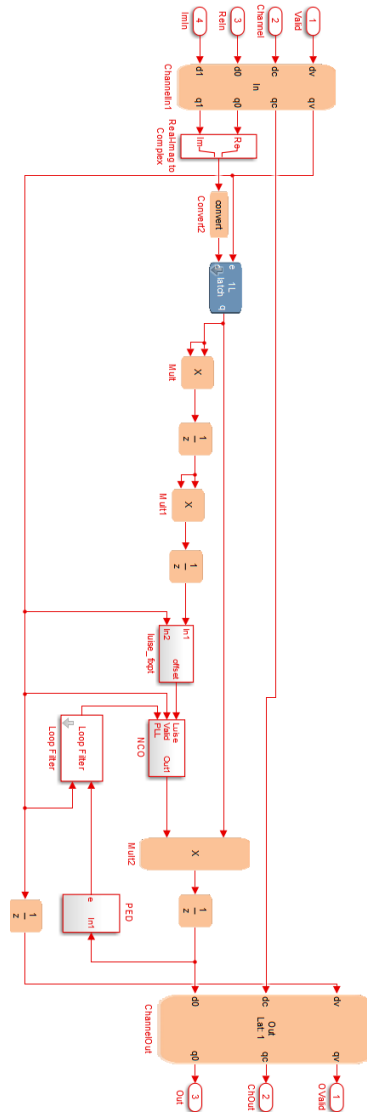 1
Valid
2
Channel
3
ReIn
4
ImIn
dv
qv
dc
In
qc
d0
q0
d1
q1
ChannelIn1
Re
Im
Real-Imag to
Complex
convert
Convert2
e
1L
d
latch
q
X
Mult
1
z
X
Mult1
1
z
In1
offset
In2
luise_fixpt
Luise
Valid
Out1
PLL
NCO
Loop Filter
Loop Filter
X
Mult2
1
z
PED
e
In1
1
z
dv
qv
dc
Out
Lat: 1
qc
d0
q0
ChannelOut
1
OValid
2
ChOut
3
Out